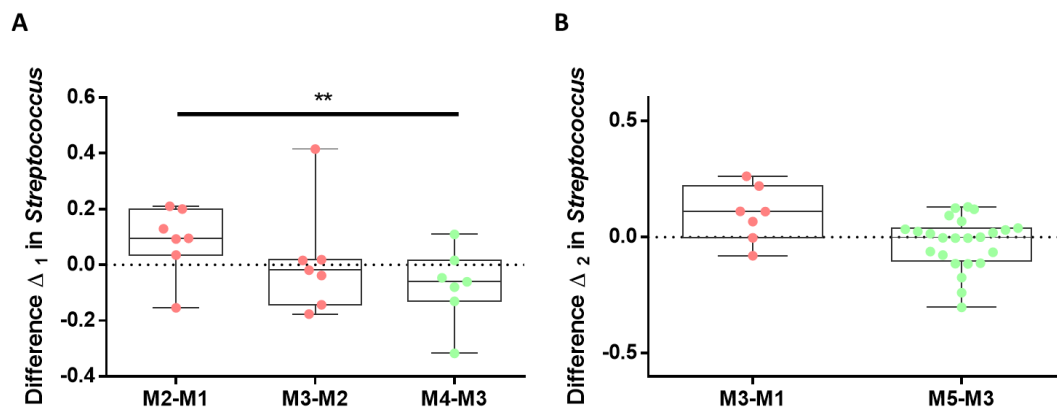 A
Difference Δ 1 in Streptococcus
0.6
0.4
0.2
0.0
-0.2
-0.4
**
M2-M1 M3-M2 M4-M3
B
Difference Δ 2 in Streptococcus
0.5
0.0
-0.5
M3-M1 M5-M3